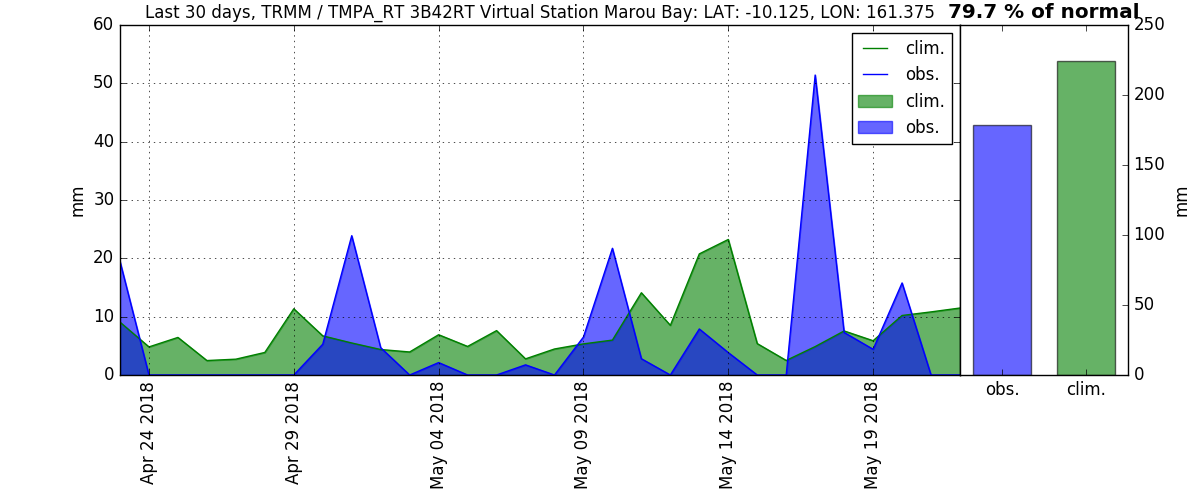 Last 30 days, TRMM / TMPA_RT 3B42RT Virtual Station Marou Bay: LAT: -10.125, LON: 161.375
79.7 % of normal
60
50
40
30
20
10
0
mm
clim.
obs.
clim.
obs.
Apr 24 2018
Apr 29 2018
May 04 2018
May 09 2018
May 14 2018
May 19 2018
250
200
150
100
50
0
mm
obs.
clim.